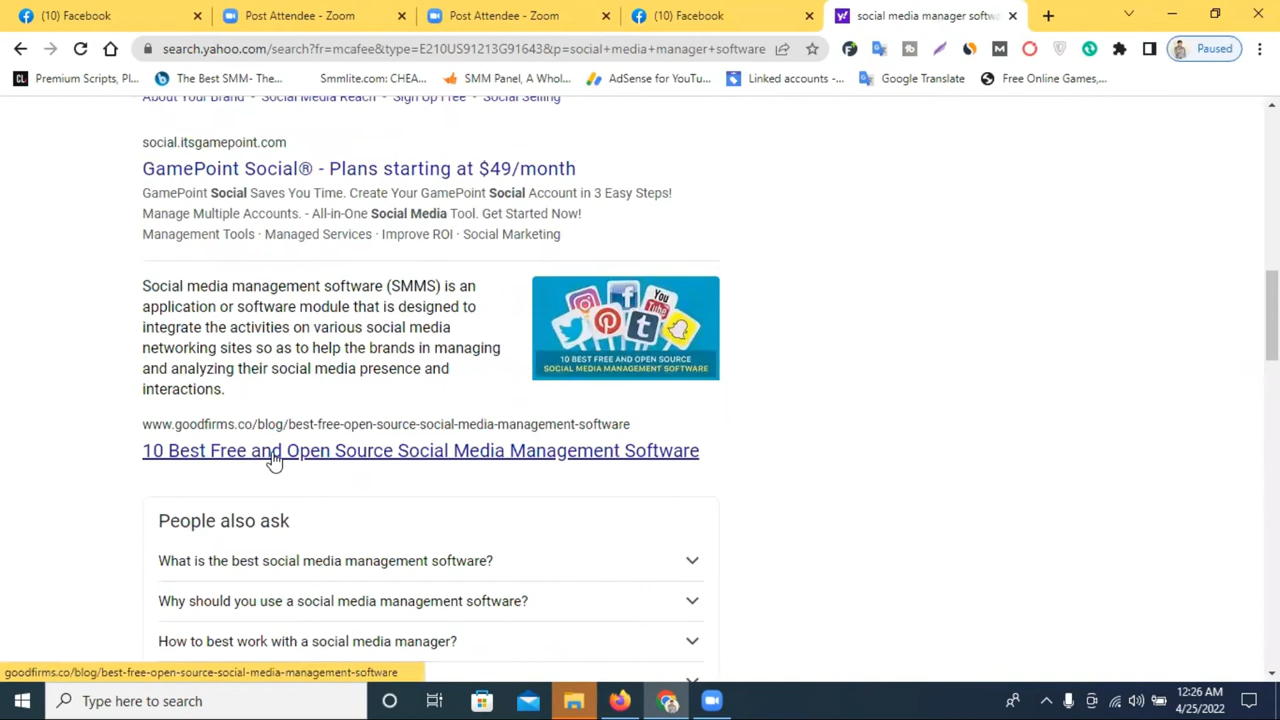 (10) Facebook
Post Attendee - Zoom
Post Attendee - Zoom
(10) Facebook
social media manager softw
search.yahoo.com/search?fr=mcafee&type=E210US91213G91643&p=social+media+manager+software
Paused
Premium Scripts, Pl...
The Best SMM- The...
Smmlite.com: CHEA...
SMM Panel, A Whol...
AdSense for YouTu...
Linked accounts -...
Google Translate
Free Online Games,...
About Your Brand · Social Media Reach · Sign Up Free · Social Selling
social.itsgamepoint.com
GamePoint Social® - Plans starting at $49/month
GamePoint Social Saves You Time. Create Your GamePoint Social Account in 3 Easy Steps!
Manage Multiple Accounts. - All-in-One Social Media Tool. Get Started Now!
Management Tools · Managed Services · Improve ROI · Social Marketing
Social media management software (SMMS) is an
application or software module that is designed to
integrate the activities on various social media
networking sites so as to help the brands in managing
and analyzing their social media presence and
interactions.
You
Tube
10 BEST FREE AND OPEN SOURCE
SOCIAL MEDIA MANAGEMENT SOFTWARE
www.goodfirms.co/blog/best-free-open-source-social-media-management-software
10 Best Free and Open Source Social Media Management Software
People also ask
What is the best social media management software?
Why should you use a social media management software?
How to best work with a social media manager?
goodfirms.co/blog/best-free-open-source-social-media-management-software
Type here to search
12:26 AM
4/25/2022